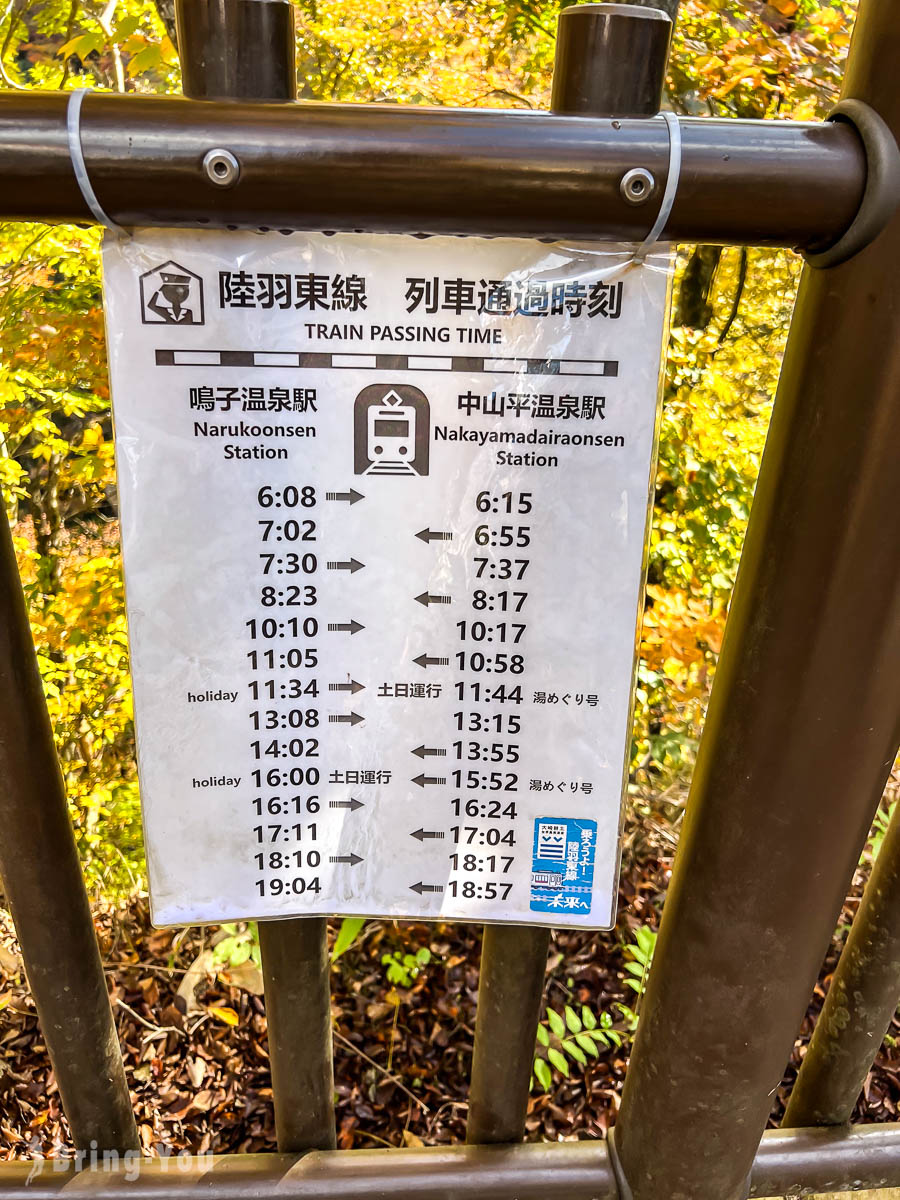 陸羽東線 列車通過時刻
TRAIN PASSING TIME
鳴子温泉駅
Narukoonsen
Station
中山平温泉駅
Nakayamadairaonsen
Station
6:08 → 6:15
7:02 ← 6:55
7:30 → 7:37
8:23 ← 8:17
10:10 → 10:17
11:05 ← 10:58
holiday 11:34 → 土日運行 11:44 湯めぐり号
13:08 → 13:15
14:02 ← 13:55
holiday 16:00 土日運行 ← 15:52 湯めぐり号
16:16 → 16:24
17:11 ← 17:04
18:10 → 18:17
19:04 ← 18:57
乗ろうよ!
陸羽東線
未来へ
Bring-You